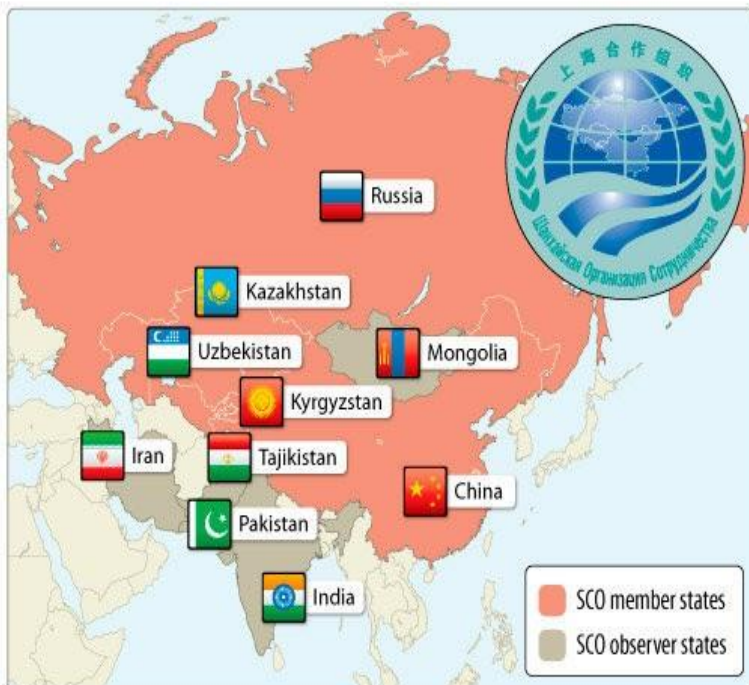 上海合作组织
Шанхайская Организация Сотрудничества
Russia
Kazakhstan
Uzbekistan
Mongolia
Kyrgyzstan
Iran
Tajikistan
China
Pakistan
India
SCO member states
SCO observer states